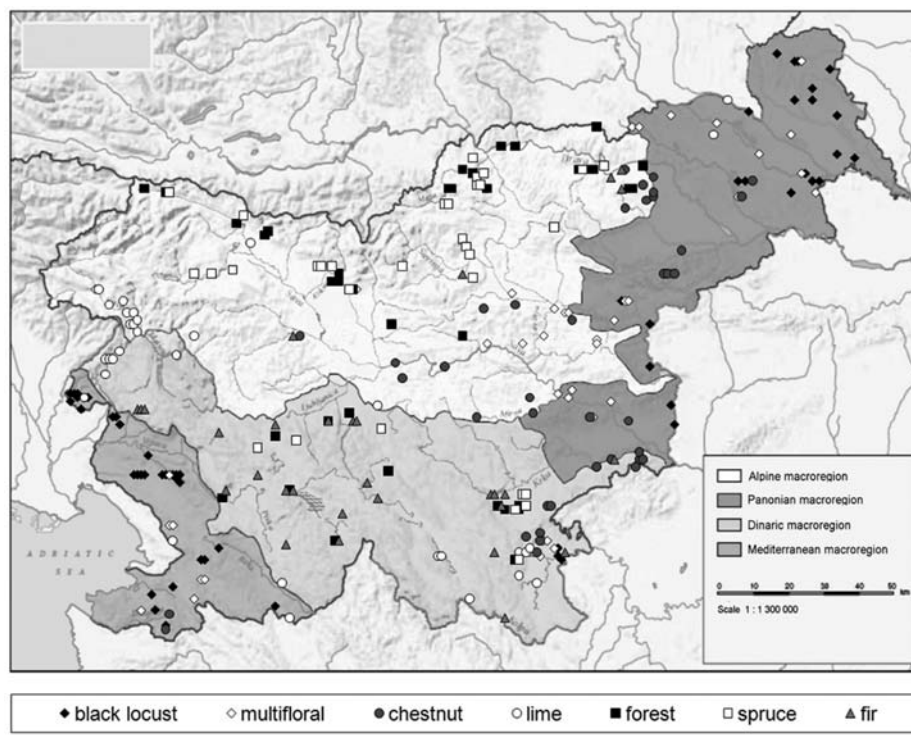 ADRIATIC
SEA
Alpine macroregion
Panonian macroregion
Dinaric macroregion
Mediterranean macroregion
0 10 20 30 40 50
km
Scale 1 : 1 300 000
black locust multifloral chestnut lime forest spruce fir